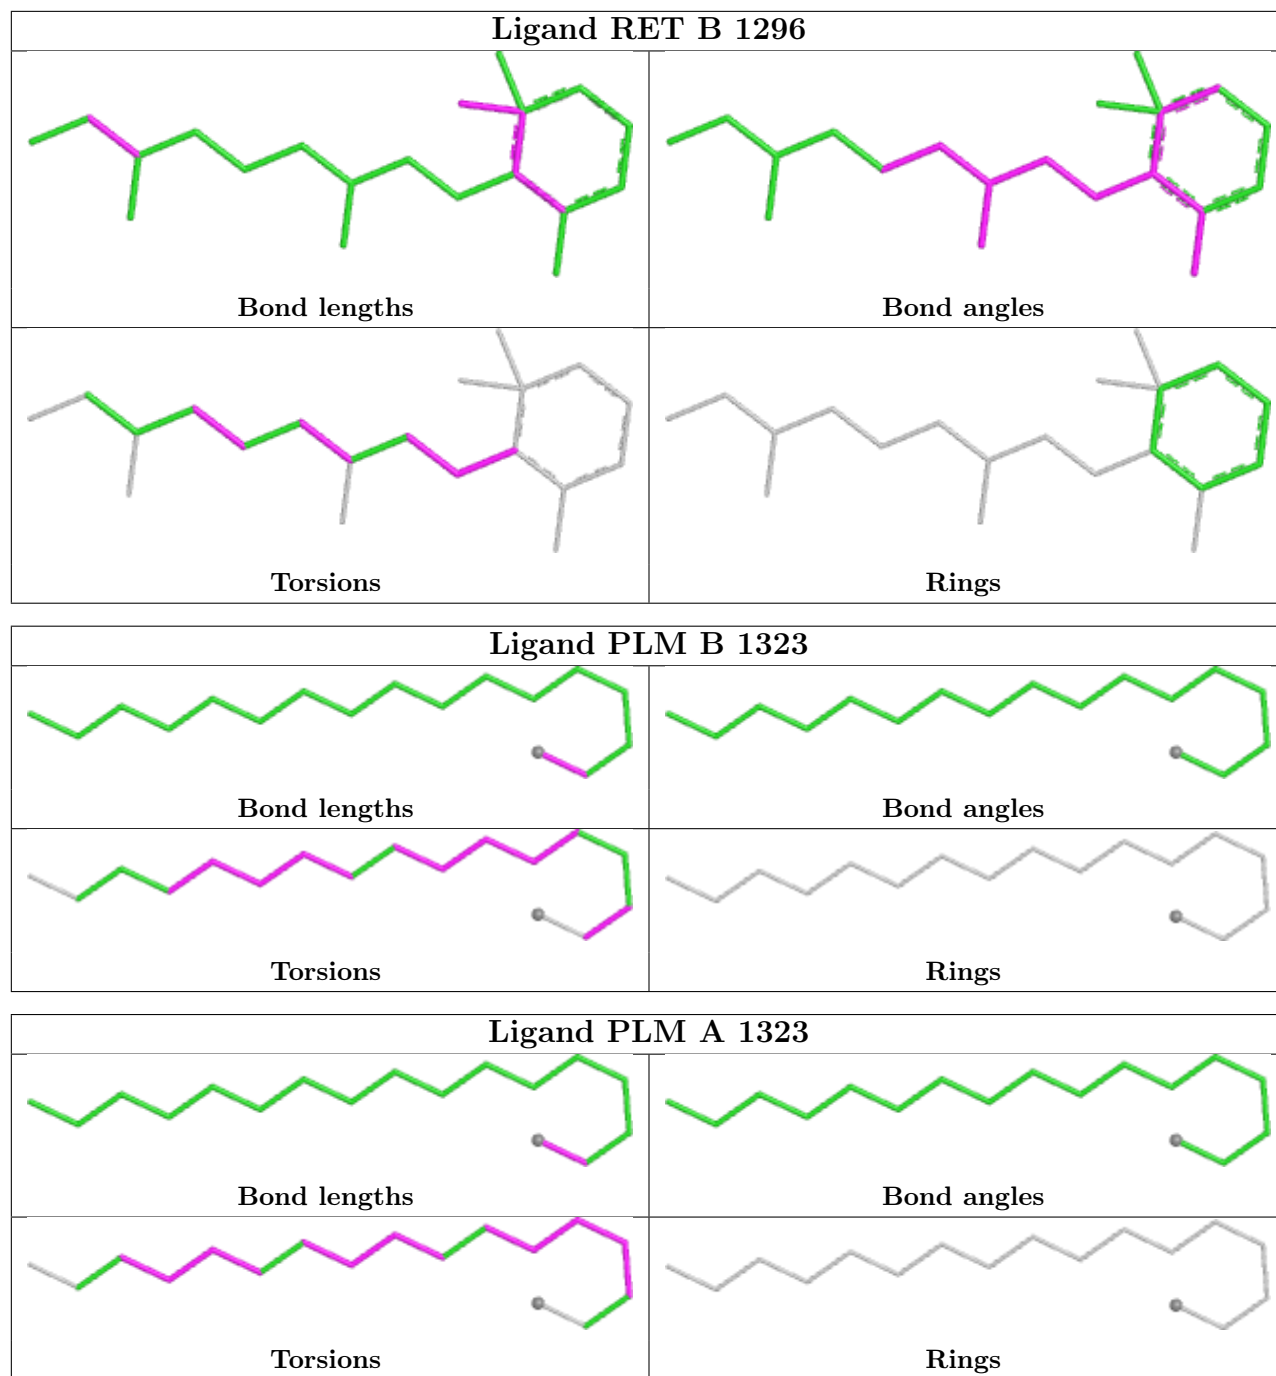 Ligand RET B 1296
Bond lengths
Bond angles
Torsions
Rings
Ligand PLM B 1323
Bond lengths
Bond angles
Torsions
Rings
Ligand PLM A 1323
Bond lengths
Bond angles
Torsions
Rings